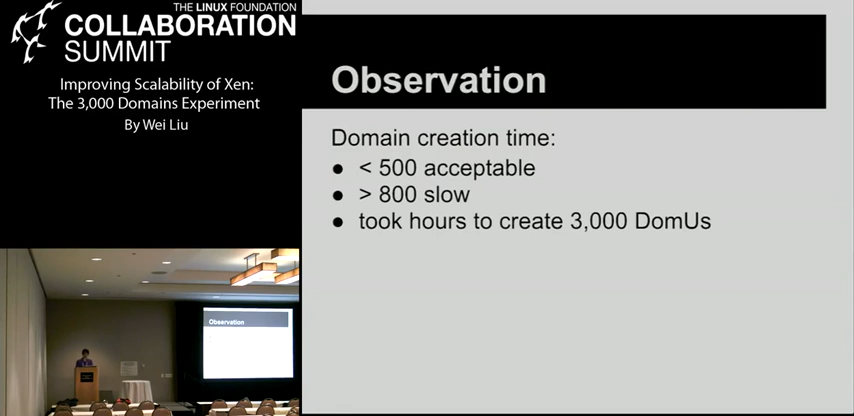 THE LINUX FOUNDATION
COLLABORATION
SUMMIT
Improving Scalability of Xen:
The 3,000 Domains Experiment
By Wei Liu
Observation
Domain creation time:
● < 500 acceptable
● > 800 slow
● took hours to create 3,000 DomUs
Observation